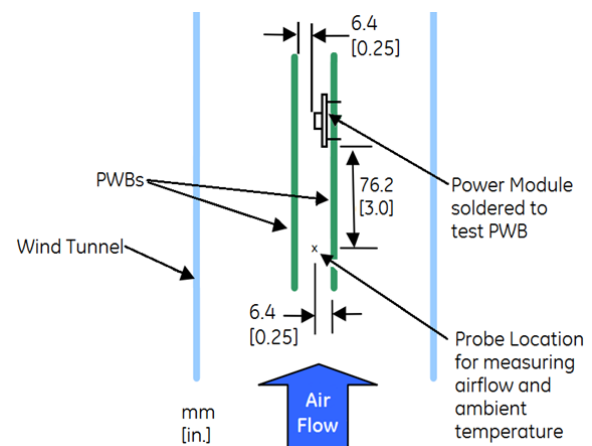 6.4
[0.25]
PWBs
76.2
[3.0]
Power Module
soldered to
test PWB
Wind Tunnel
x
6.4
[0.25]
Probe Location
for measuring
airflow and
ambient
temperature
Air
Flow
mm
[in.]